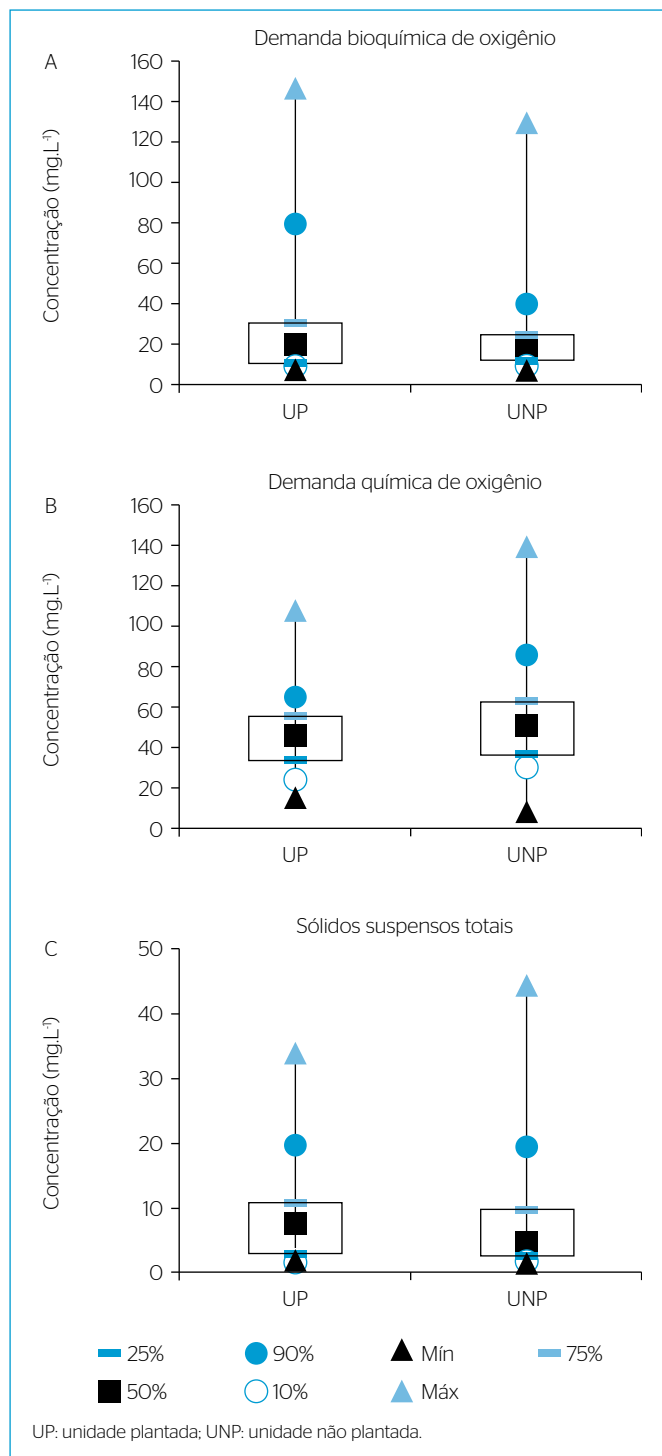 Demanda bioquímica de oxigênio
A
Concentração (mg.L-1)
160
140
120
100
80
60
40
20
0
UP UNP
Demanda química de oxigênio
B
Concentração (mg.L-1)
160
140
120
100
80
60
40
20
0
UP UNP
Sólidos suspensos totais
C
Concentração (mg.L-1)
50
40
30
20
10
0
UP UNP
25% 90% Mín 75%
50% 10% Máx
UP: unidade plantada; UNP: unidade não plantada.